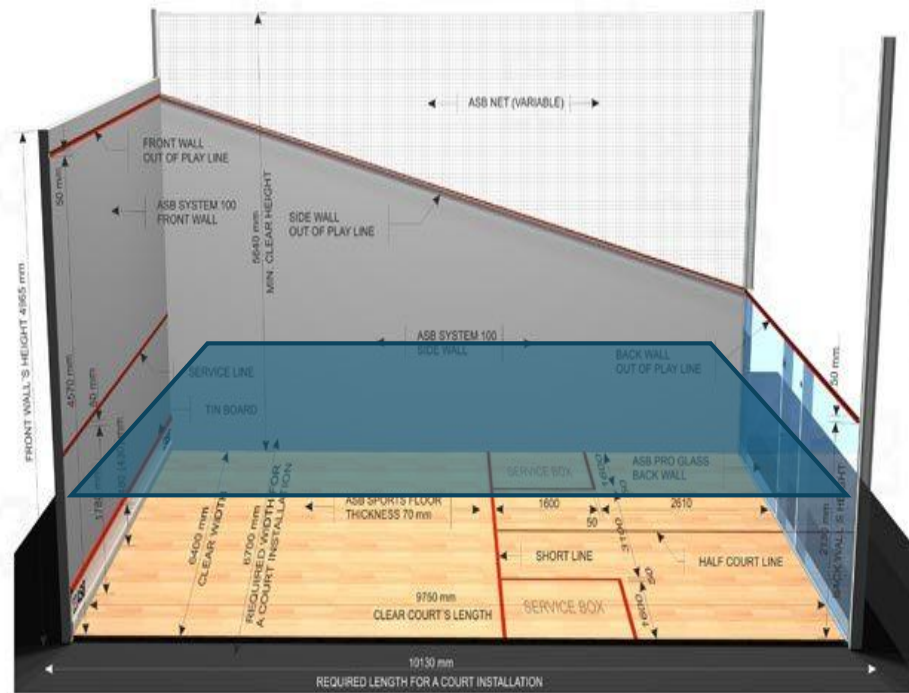 ASB NET (VARIABLE)
FRONT WALL
OUT OF PLAY LINE
50 mm
ASB SYSTEM 100
FRONT WALL
SIDE WALL
OUT OF PLAY LINE
5640 mm
MIN. CLEAR HEIGHT
FRONT WALL'S HEIGHT 4965 mm
4570 mm
50 mm
ASB SYSTEM 100
SIDE WALL
BACK WALL
OUT OF PLAY LINE
50 mm
SERVICE LINE
TIN BOARD
SERVICE BOX
1600
ASB PRO GLASS
BACK WALL
ASB SPORTS FLOOR
THICKNESS 70 mm
1600
2610
50
50
3100
6400 mm
CLEAR WIDTH
6700 mm
REQUIRED WIDTH FOR
A COURT INSTALLATION
SHORT LINE
HALF COURT LINE
2130 mm
BACK WALL'S HEIGHT
50
9750 mm
CLEAR COURT'S LENGTH
SERVICE BOX
1600
10130 mm
REQUIRED LENGTH FOR A COURT INSTALLATION